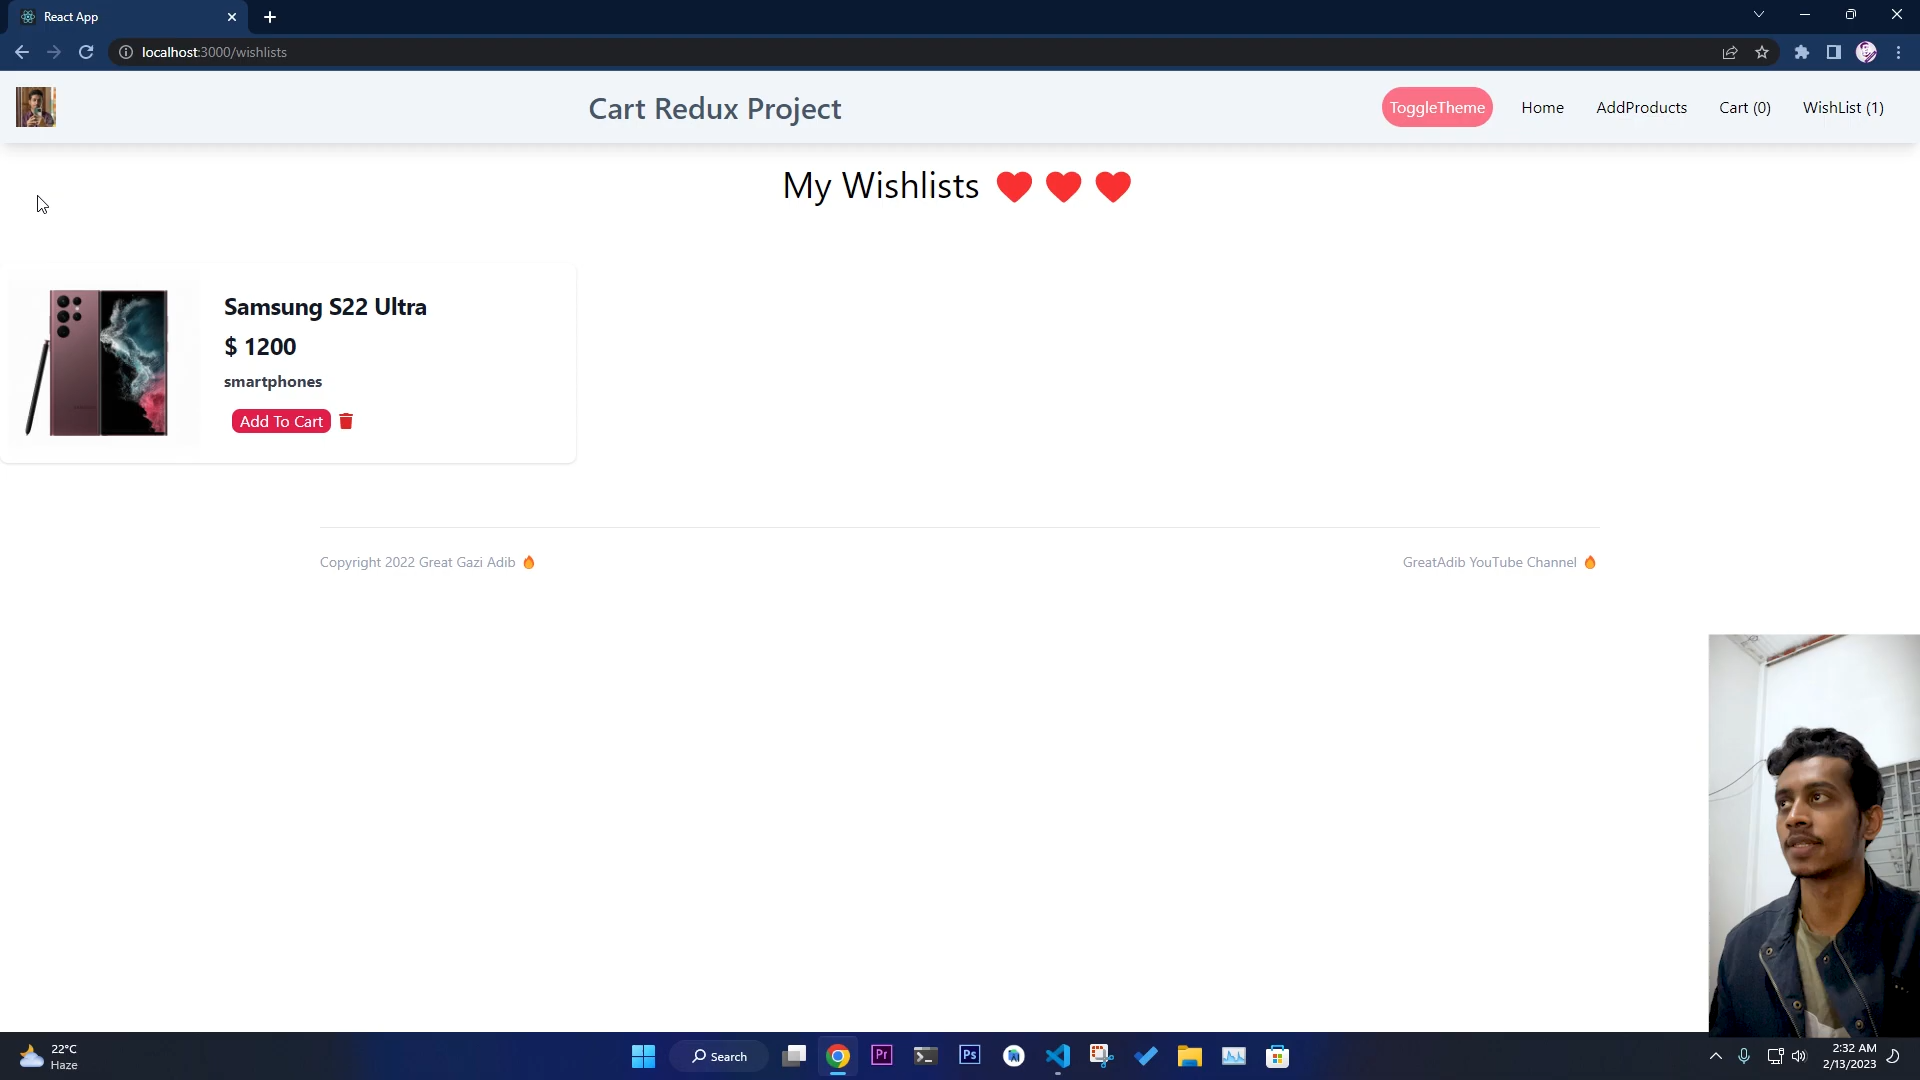 React App
localhost:3000/wishlists
Cart Redux Project
ToggleTheme
Home
AddProducts
Cart (0)
WishList (1)
My Wishlists
Samsung S22 Ultra
$ 1200
smartphones
Add To Cart
Copyright 2022 Great Gazi Adib
GreatAdib YouTube Channel
22°C
Haze
Search
Pr
Ps
2:32 AM
2/13/2023